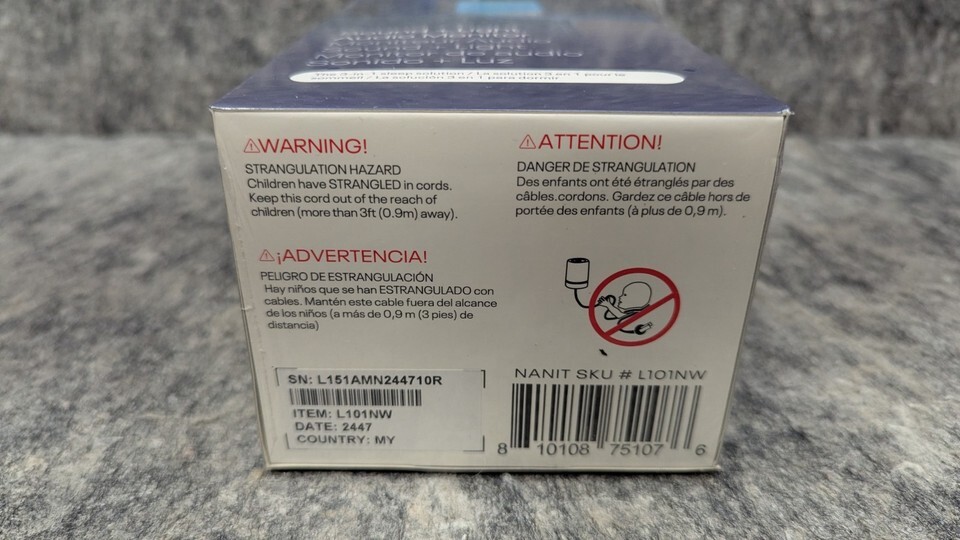 Sonido + Luz
The 3-in-1 sleep solution / La solution 3 en 1 pour le
sommeil / La solución 3 en 1 para dormir
⚠WARNING!
STRANGULATION HAZARD
Children have STRANGLED in cords.
Keep this cord out of the reach of
children (more than 3ft (0.9m) away).
⚠ATTENTION!
DANGER DE STRANGULATION
Des enfants ont été étranglés par des
câbles.cordons. Gardez ce câble hors de
portée des enfants (à plus de 0,9 m).
⚠¡ADVERTENCIA!
PELIGRO DE ESTRANGULACIÓN
Hay niños que se han ESTRANGULADO con
cables. Mantén este cable fuera del alcance
de los niños (a más de 0,9 m (3 pies) de
distancia)
SN: L151AMN244710R
ITEM: L101NW
DATE: 2447
COUNTRY: MY
NANIT SKU # L101NW
8 10108 75107 6